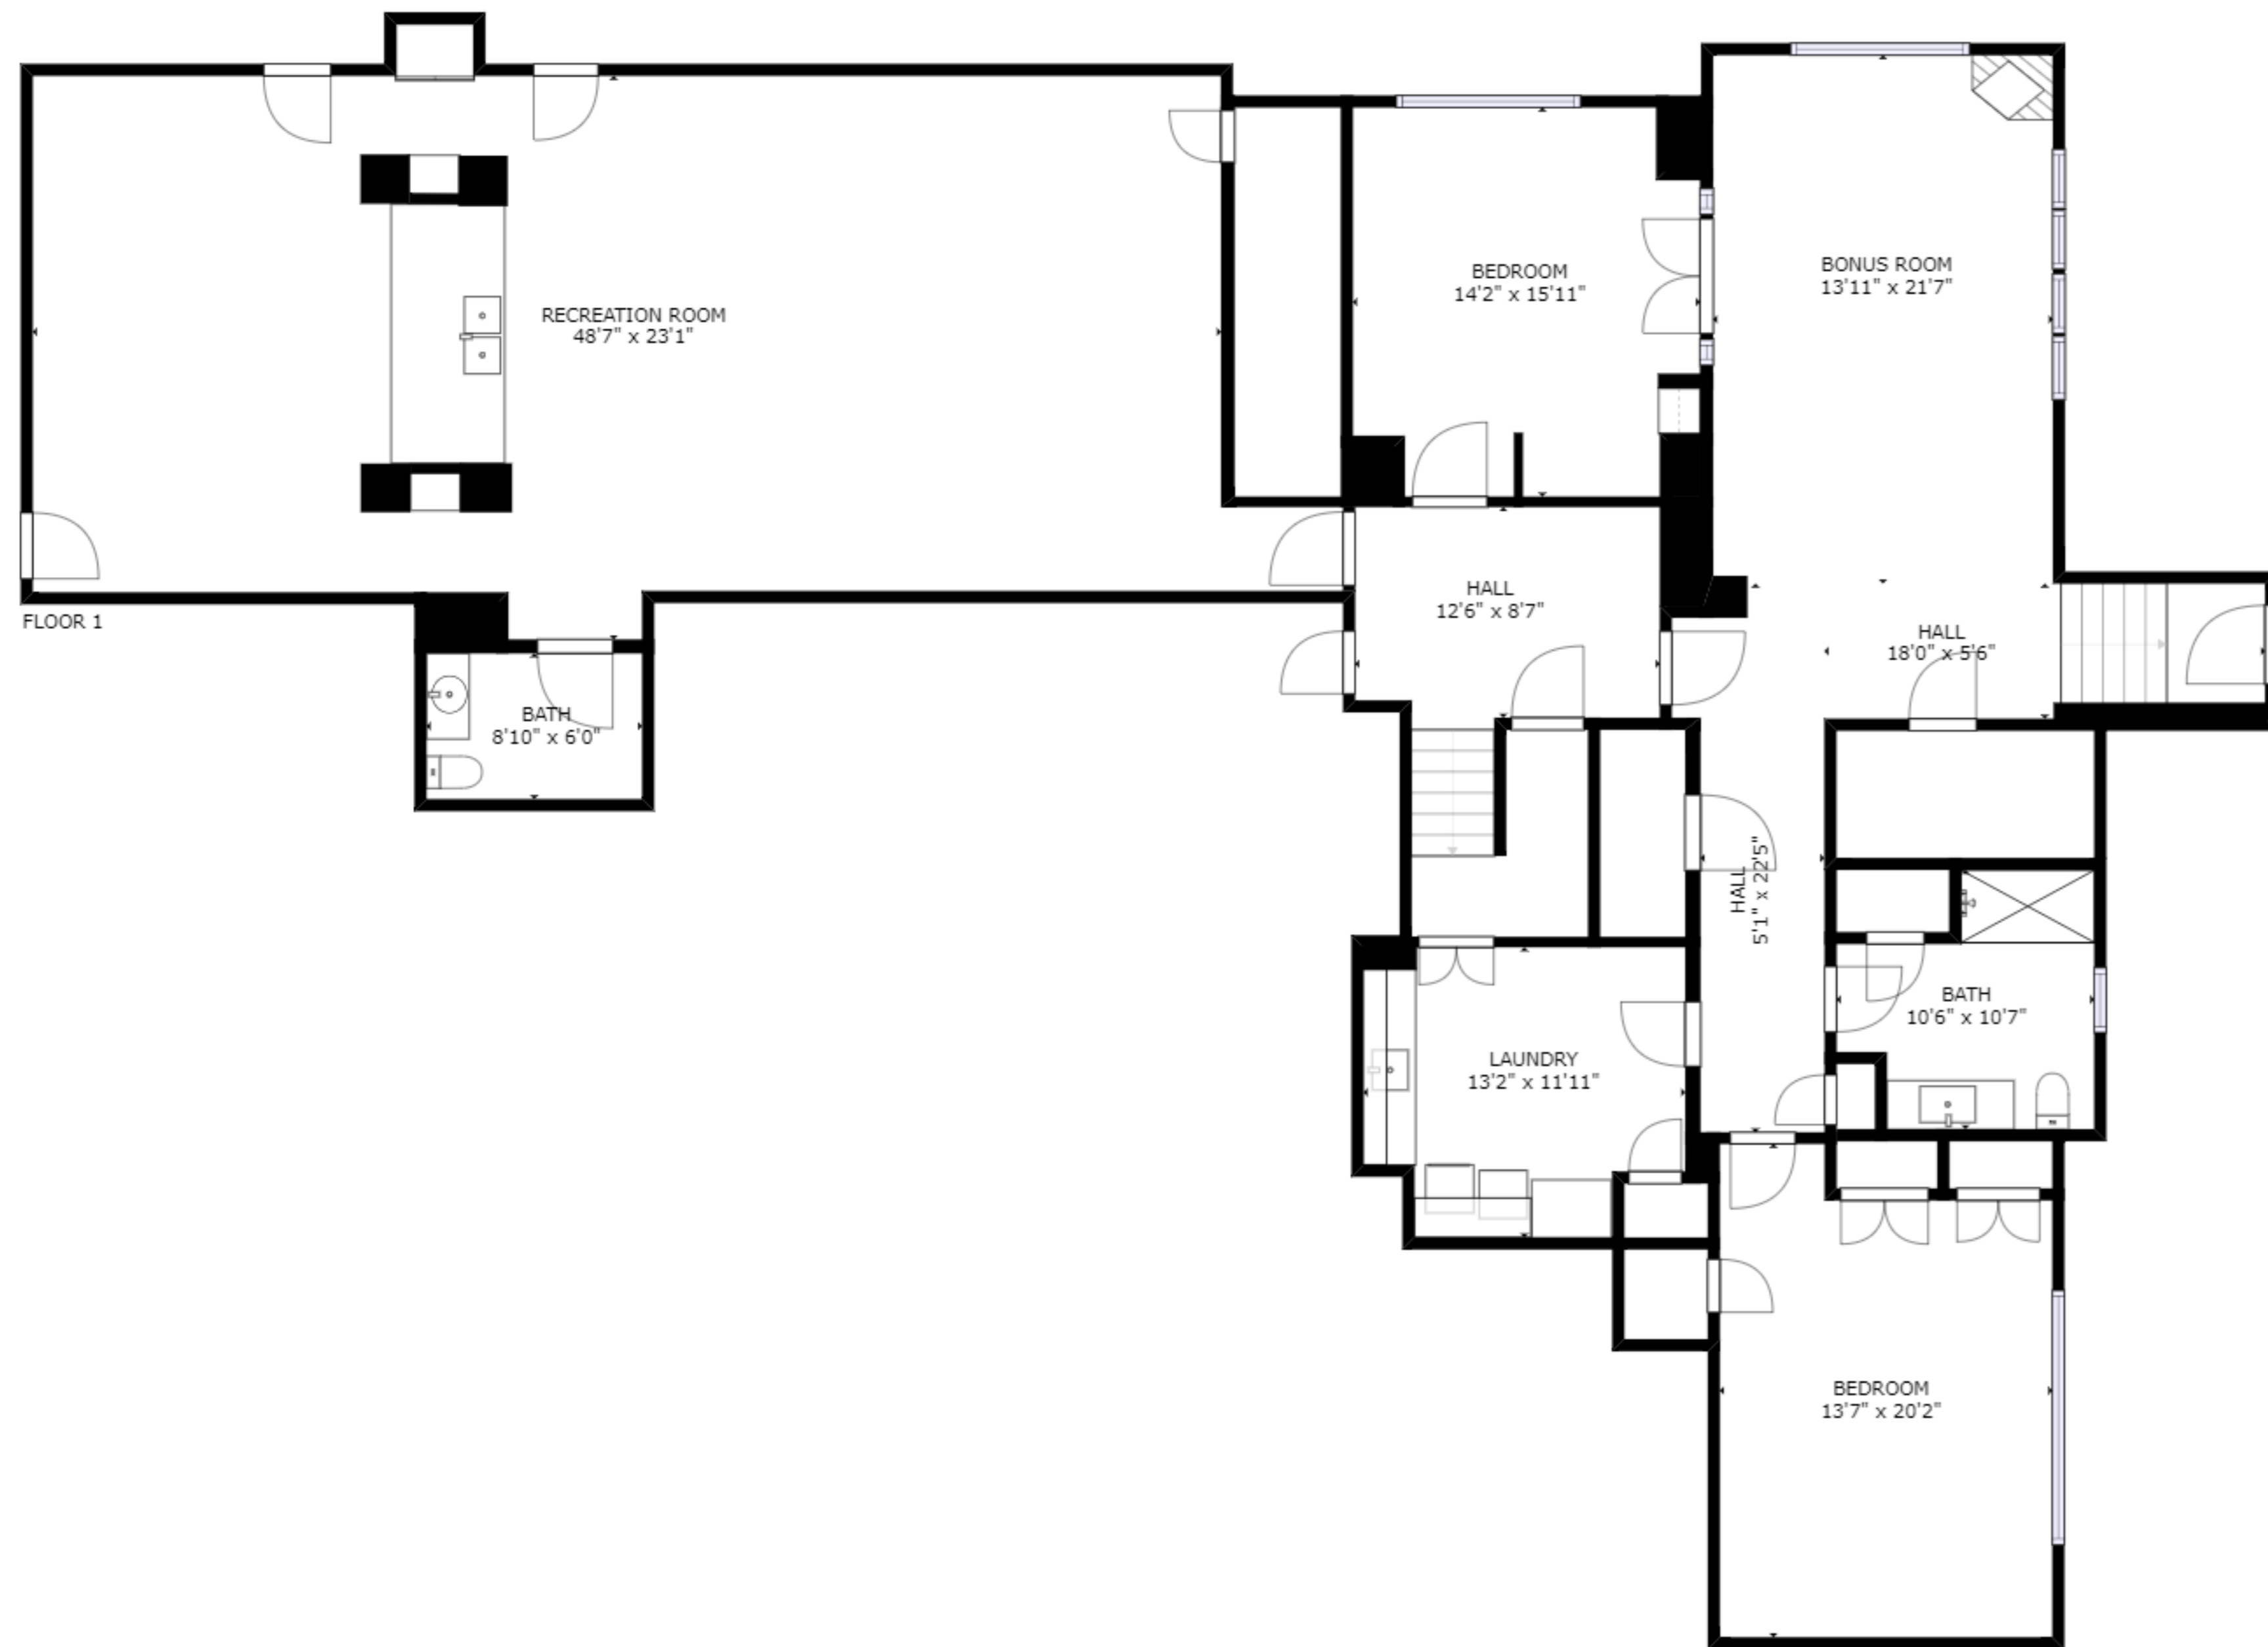 RECREATION ROOM
48'7" x 23'1"
FLOOR 1
BATH
8'10" x 6'0"
BEDROOM
14'2" x 15'11"
BONUS ROOM
13'11" x 21'7"
HALL
12'6" x 8'7"
HALL
18'0" x 5'6"
HALL
5'1" x 22'5"
BATH
10'6" x 10'7"
LAUNDRY
13'2" x 11'11"
BEDROOM
13'7" x 20'2"